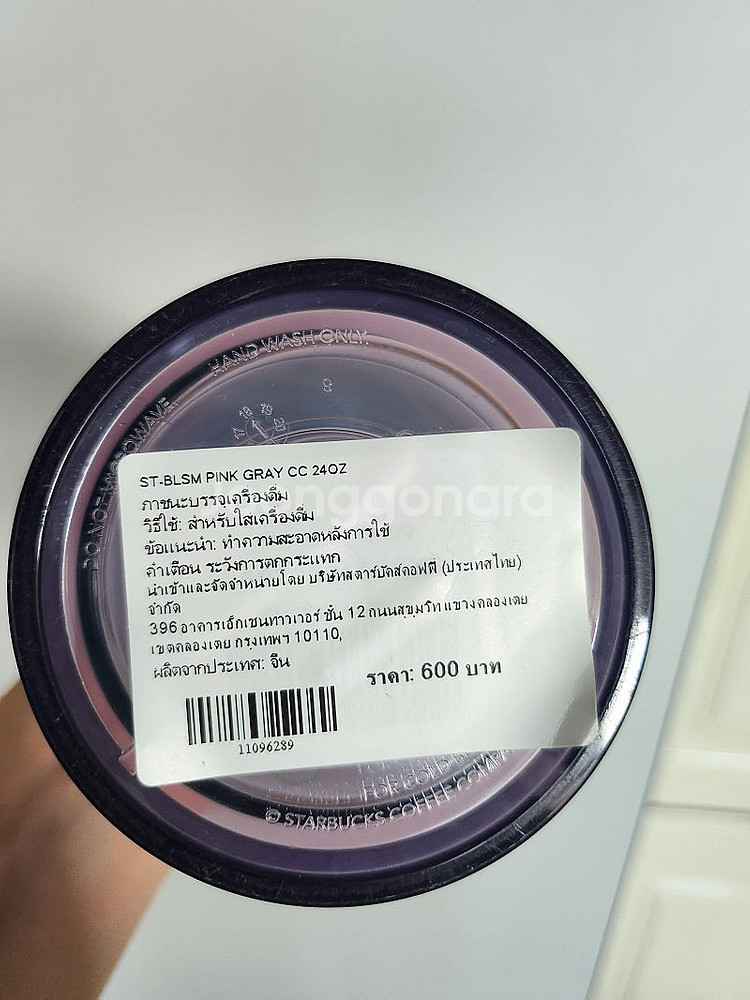 HAND WASH ONLY.
DO NOT MICROWAVE
17 18 19 20
8
ST-BLSM PINK GRAY CC 24OZ
ภาชนะบรรจุเครื่องดื่ม
วิธีใช้: สำหรับใส่เครื่องดื่ม
ข้อแนะนำ: ทำความสะอาดหลังการใช้
คำเตือน ระวังการตกกระแทก
นำเข้าและจัดจำหน่ายโดย บริษัทสตาร์บัคส์คอฟฟี่ (ประเทศไทย)
จำกัด
396 อาคารเอ็กเชนทาวเวอร์ ชั้น 12 ถนนสุขุมวิท แขวงคลองเตย
เขตคลองเตย กรุงเทพฯ 10110,
ผลิตจากประเทศ: จีน
ราคา: 600 บาท
11096289
FOR COLD
© STARBUCKS COFFEE COMP